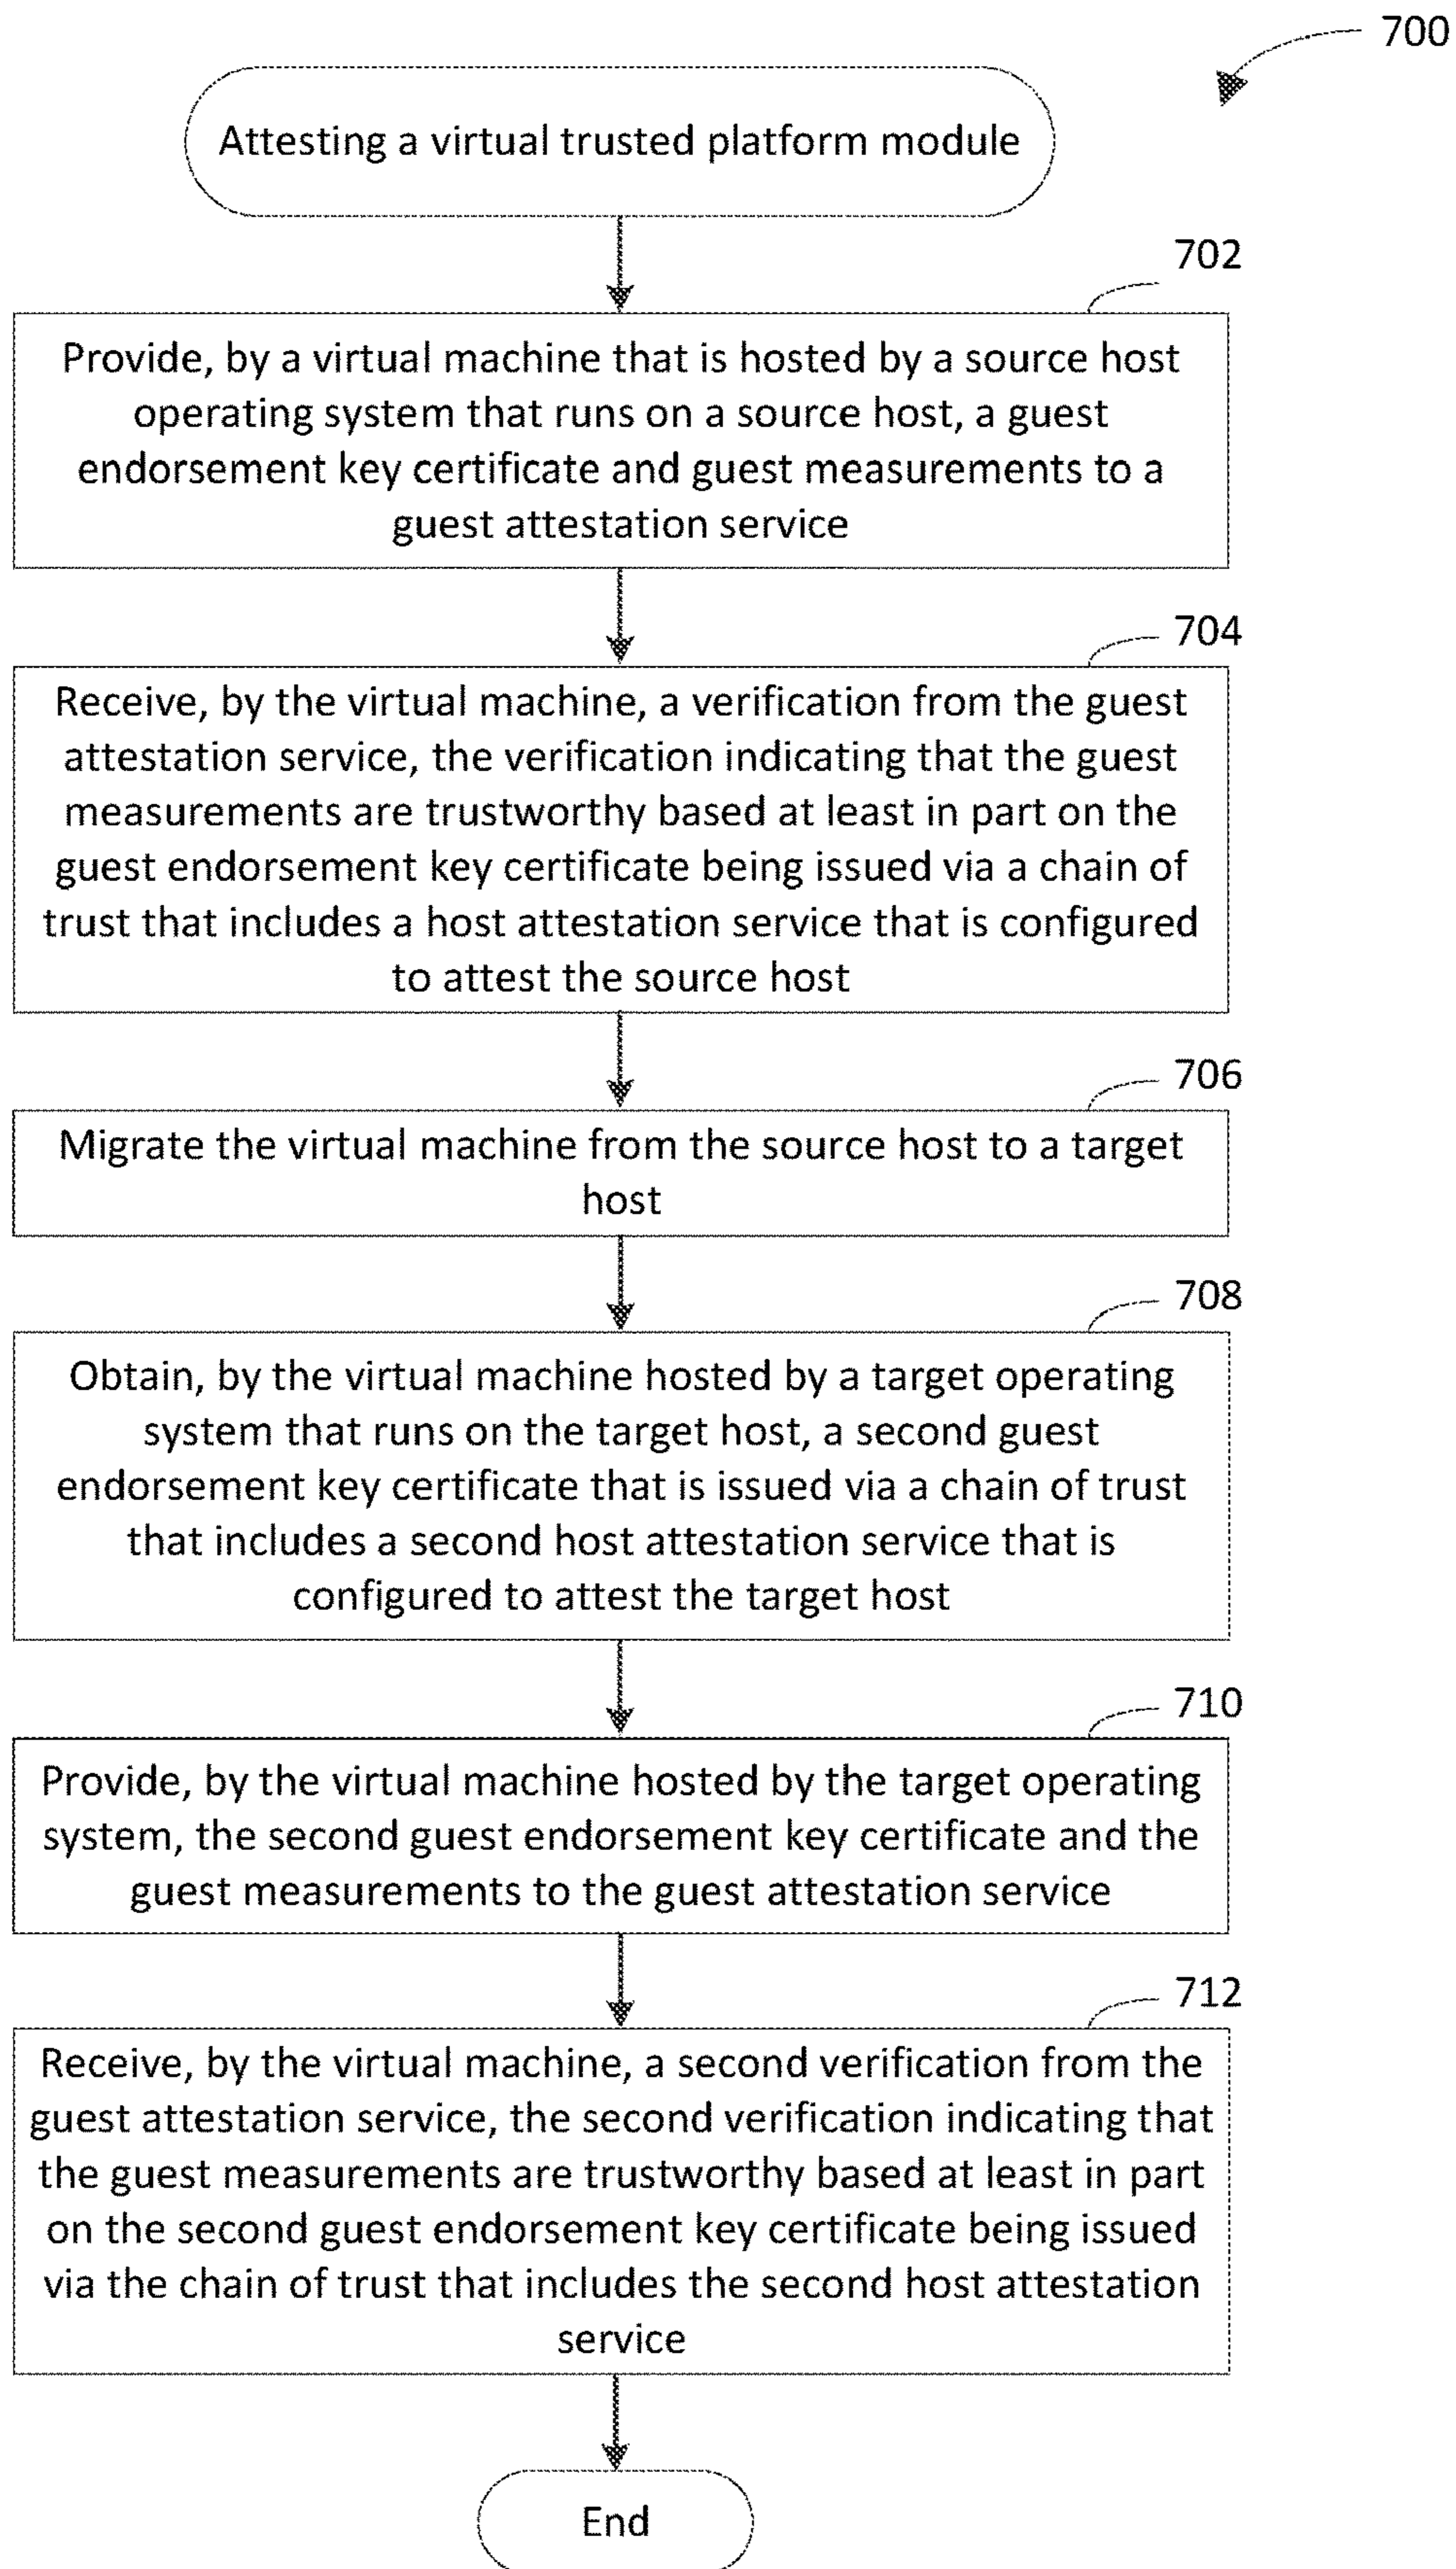 700
Attesting a virtual trusted platform module
702
Provide, by a virtual machine that is hosted by a source host
operating system that runs on a source host, a guest
endorsement key certificate and guest measurements to a
guest attestation service
704
Receive, by the virtual machine, a verification from the guest
attestation service, the verification indicating that the guest
measurements are trustworthy based at least in part on the
guest endorsement key certificate being issued via a chain of
trust that includes a host attestation service that is configured
to attest the source host
706
Migrate the virtual machine from the source host to a target
host
708
Obtain, by the virtual machine hosted by a target operating
system that runs on the target host, a second guest
endorsement key certificate that is issued via a chain of trust
that includes a second host attestation service that is
configured to attest the target host
710
Provide, by the virtual machine hosted by the target operating
system, the second guest endorsement key certificate and the
guest measurements to the guest attestation service
712
Receive, by the virtual machine, a second verification from the
guest attestation service, the second verification indicating that
the guest measurements are trustworthy based at least in part
on the second guest endorsement key certificate being issued
via the chain of trust that includes the second host attestation
service
End